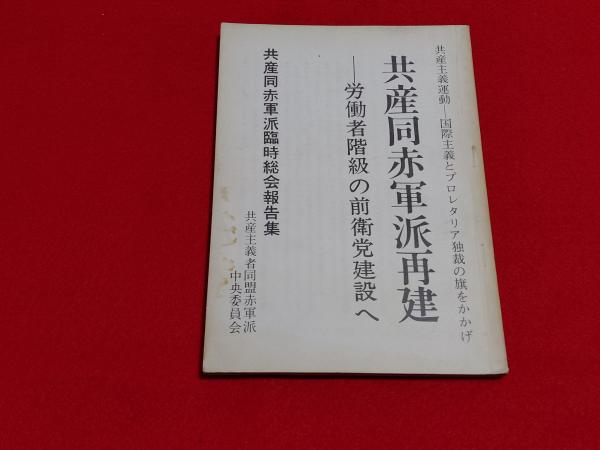 共産主義運動―国際主義とプロレタリア独裁の旗をかかげ
共産同赤軍派再建
―労働者階級の前衛党建設へ
共産同赤軍派臨時総会報告集
共産主義者同盟赤軍派
中央委員会